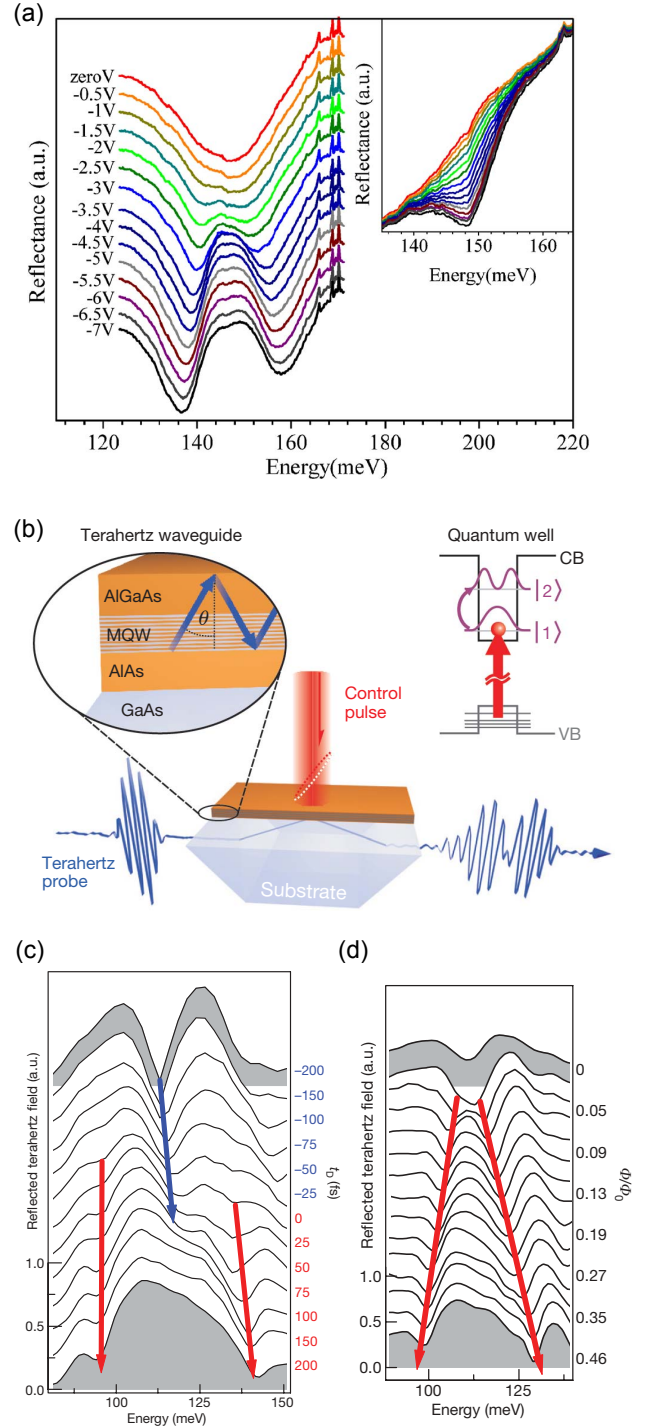 (a)
Reflectance (a.u.)
zeroV
-0.5V
-1V
-1.5V
-2V
-2.5V
-3V
-3.5V
-4V
-4.5V
-5V
-5.5V
-6V
-6.5V
-7V
120 140 160 180 200 220
Energy(meV)
Reflectance (a.u.)
140 150 160
Energy(meV)
(b)
Terahertz waveguide
AlGaAs
MQW
AlAs
GaAs
θ
Control
pulse
Terahertz
probe
Substrate
Quantum well
CB
|2⟩
|1⟩
VB
(c)
Reflected terahertz field (a.u.)
1.0
0.5
0.0
100 125 150
Energy (meV)
-200
-150
-100
-75
-50
-25
0
25
50
75
100
150
200
tD (fs)
(d)
Reflected terahertz field (a.u.)
1.0
0.5
0.0
100 125
Energy (meV)
0
0.05
0.09
0.13
0.19
0.27
0.35
0.46
Φ/Φ0